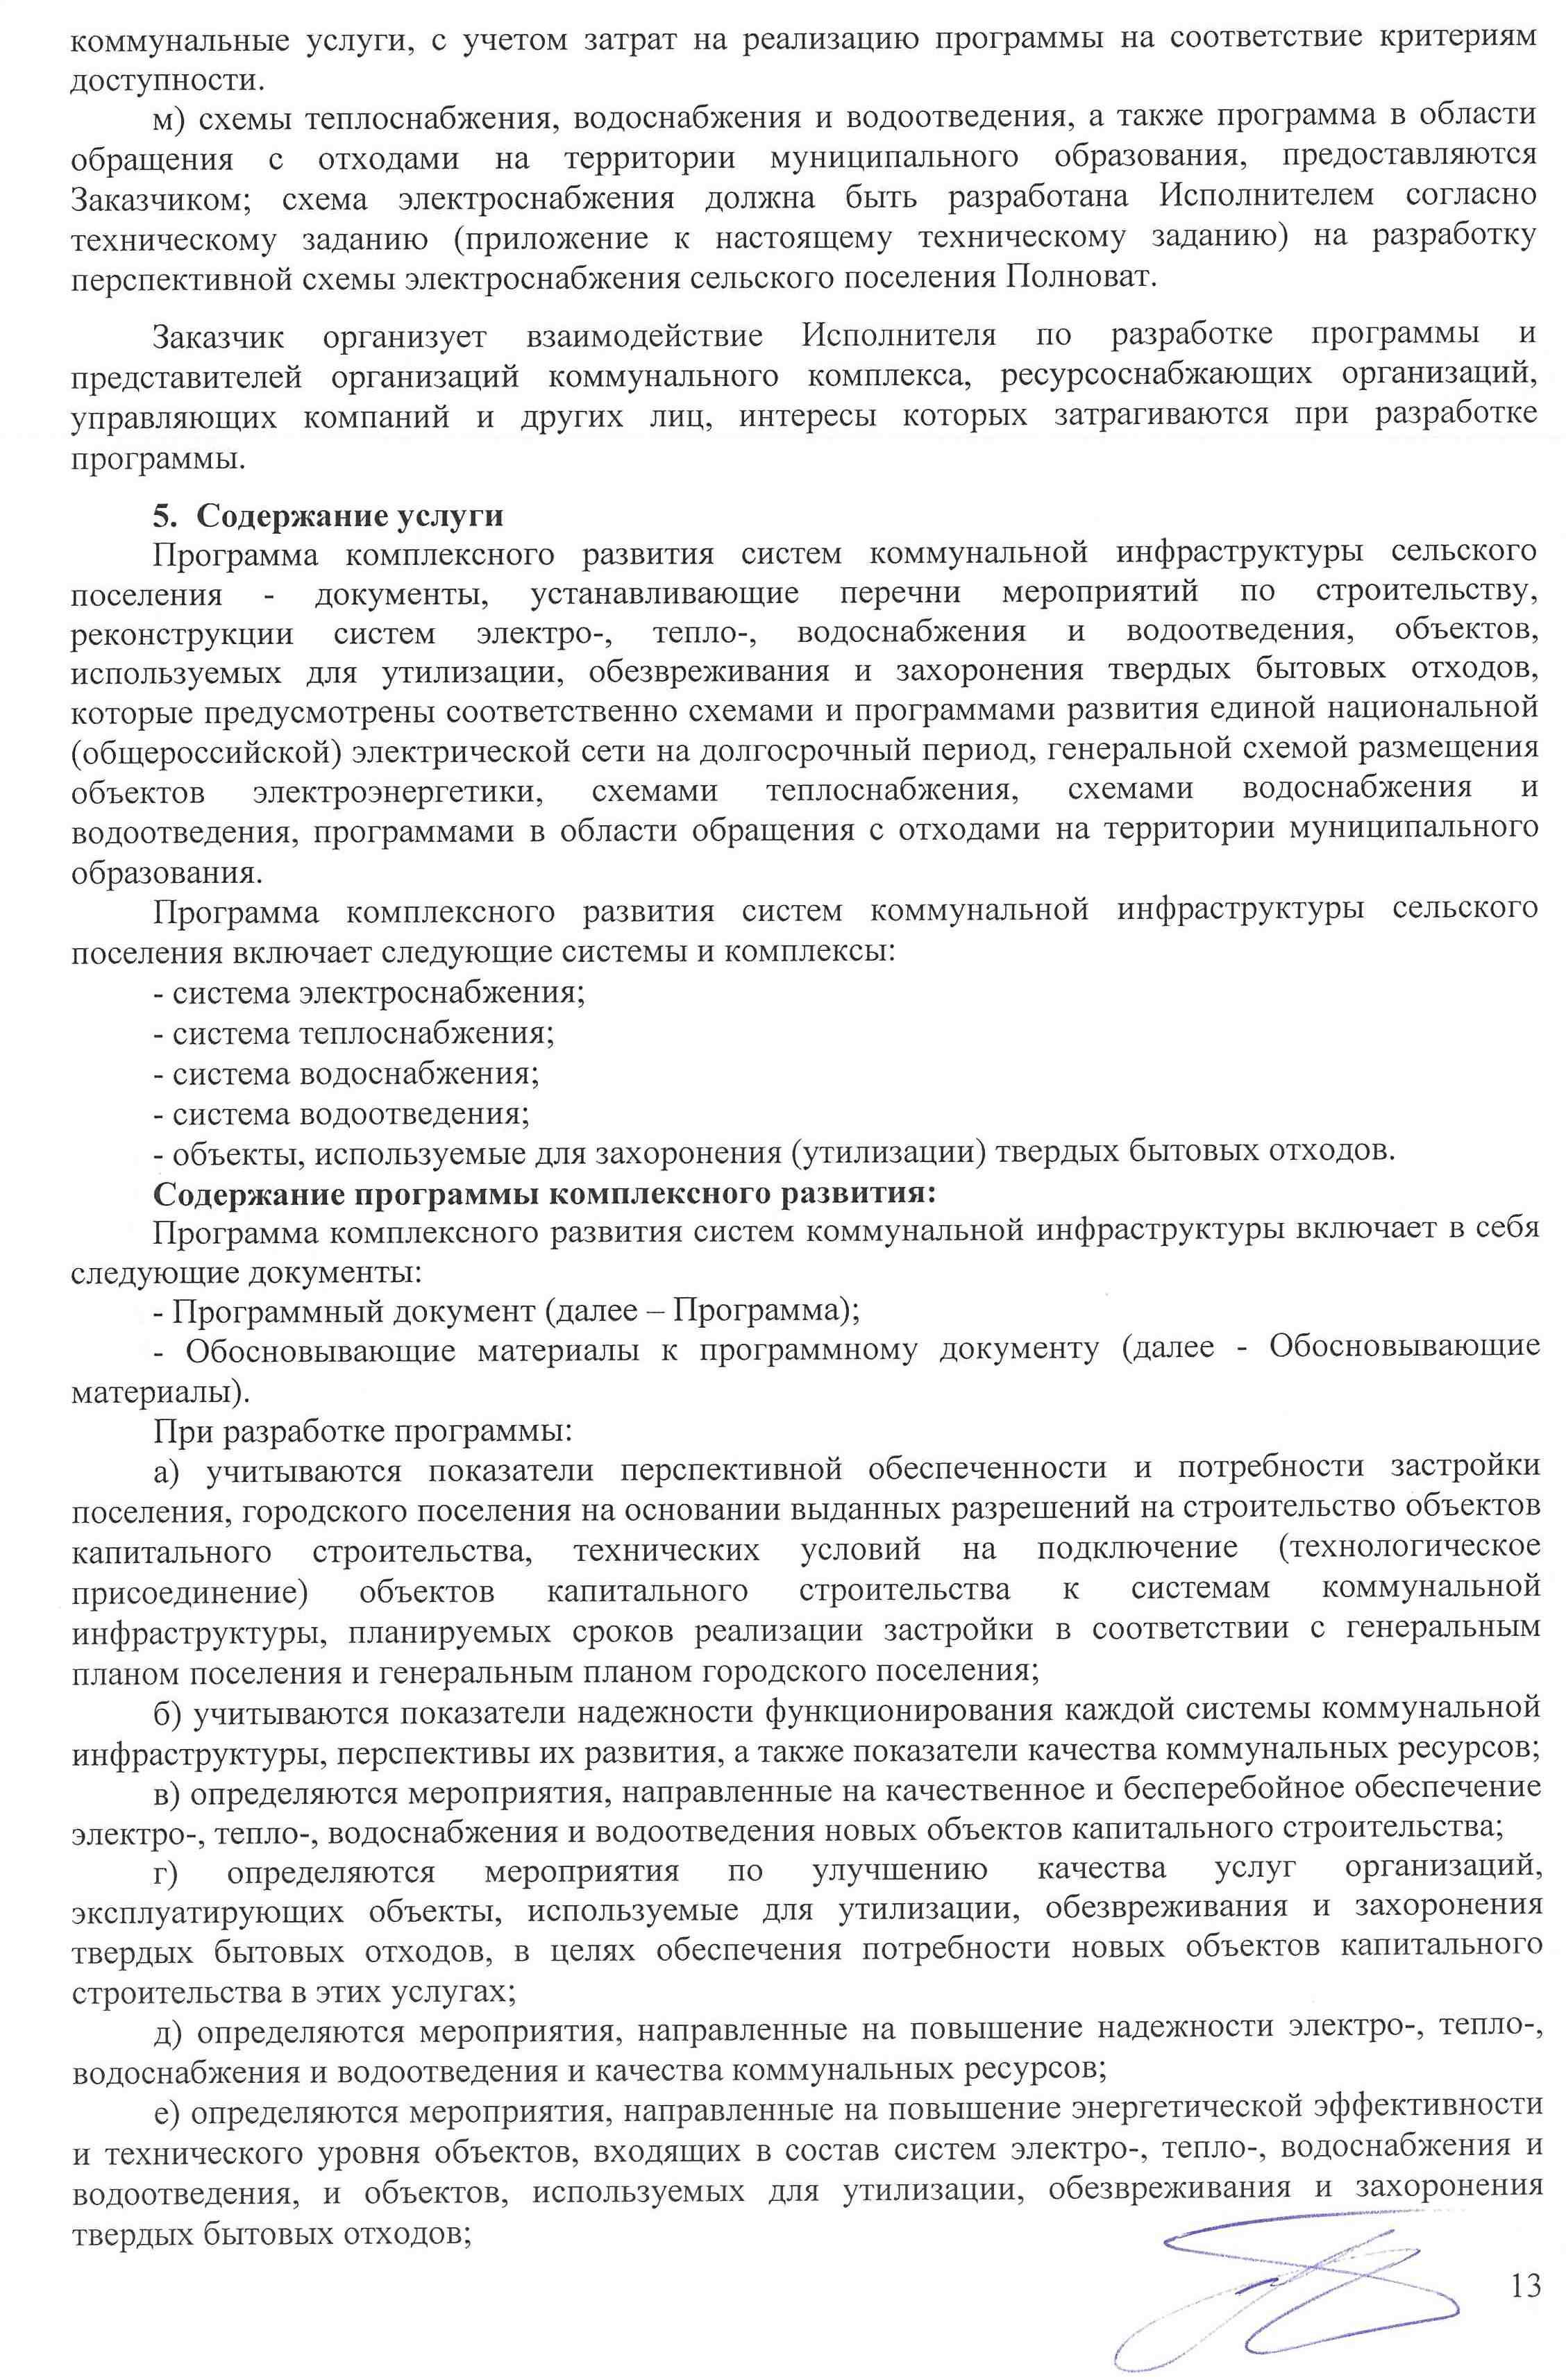 коммунальные услуги, с учетом затрат на реализацию программы на соответствие критериям
доступности.
м) схемы теплоснабжения, водоснабжения и водоотведения, а также программа в области
обращения с отходами на территории муниципального образования, предоставляются
Заказчиком; схема электроснабжения должна быть разработана Исполнителем согласно
техническому заданию (приложение к настоящему техническому заданию) на разработку
перспективной схемы электроснабжения сельского поселения Полноват.
Заказчик организует взаимодействие Исполнителя по разработке программы и
представителей организаций коммунального комплекса, ресурсоснабжающих организаций,
управляющих компаний и других лиц, интересы которых затрагиваются при разработке
программы.
5. Содержание услуги
Программа комплексного развития систем коммунальной инфраструктуры сельского
поселения - документы, устанавливающие перечни мероприятий по строительству,
реконструкции систем электро-, тепло-, водоснабжения и водоотведения, объектов,
используемых для утилизации, обезвреживания и захоронения твердых бытовых отходов,
которые предусмотрены соответственно схемами и программами развития единой национальной
(общероссийской) электрической сети на долгосрочный период, генеральной схемой размещения
объектов электроэнергетики, схемами теплоснабжения, схемами водоснабжения и
водоотведения, программами в области обращения с отходами на территории муниципального
образования.
Программа комплексного развития систем коммунальной инфраструктуры сельского
поселения включает следующие системы и комплексы:
- система электроснабжения;
- система теплоснабжения;
- система водоснабжения;
- система водоотведения;
- объекты, используемые для захоронения (утилизации) твердых бытовых отходов.
Содержание программы комплексного развития:
Программа комплексного развития систем коммунальной инфраструктуры включает в себя
следующие документы:
- Программный документ (далее – Программа);
- Обосновывающие материалы к программному документу (далее - Обосновывающие
материалы).
При разработке программы:
а) учитываются показатели перспективной обеспеченности и потребности застройки
поселения, городского поселения на основании выданных разрешений на строительство объектов
капитального строительства, технических условий на подключение (технологическое
присоединение) объектов капитального строительства к системам коммунальной
инфраструктуры, планируемых сроков реализации застройки в соответствии с генеральным
планом поселения и генеральным планом городского поселения;
б) учитываются показатели надежности функционирования каждой системы коммунальной
инфраструктуры, перспективы их развития, а также показатели качества коммунальных ресурсов;
в) определяются мероприятия, направленные на качественное и бесперебойное обеспечение
электро-, тепло-, водоснабжения и водоотведения новых объектов капитального строительства;
г) определяются мероприятия по улучшению качества услуг организаций,
эксплуатирующих объекты, используемые для утилизации, обезвреживания и захоронения
твердых бытовых отходов, в целях обеспечения потребности новых объектов капитального
строительства в этих услугах;
д) определяются мероприятия, направленные на повышение надежности электро-, тепло-,
водоснабжения и водоотведения и качества коммунальных ресурсов;
е) определяются мероприятия, направленные на повышение энергетической эффективности
и технического уровня объектов, входящих в состав систем электро-, тепло-, водоснабжения и
водоотведения, и объектов, используемых для утилизации, обезвреживания и захоронения
твердых бытовых отходов;
13